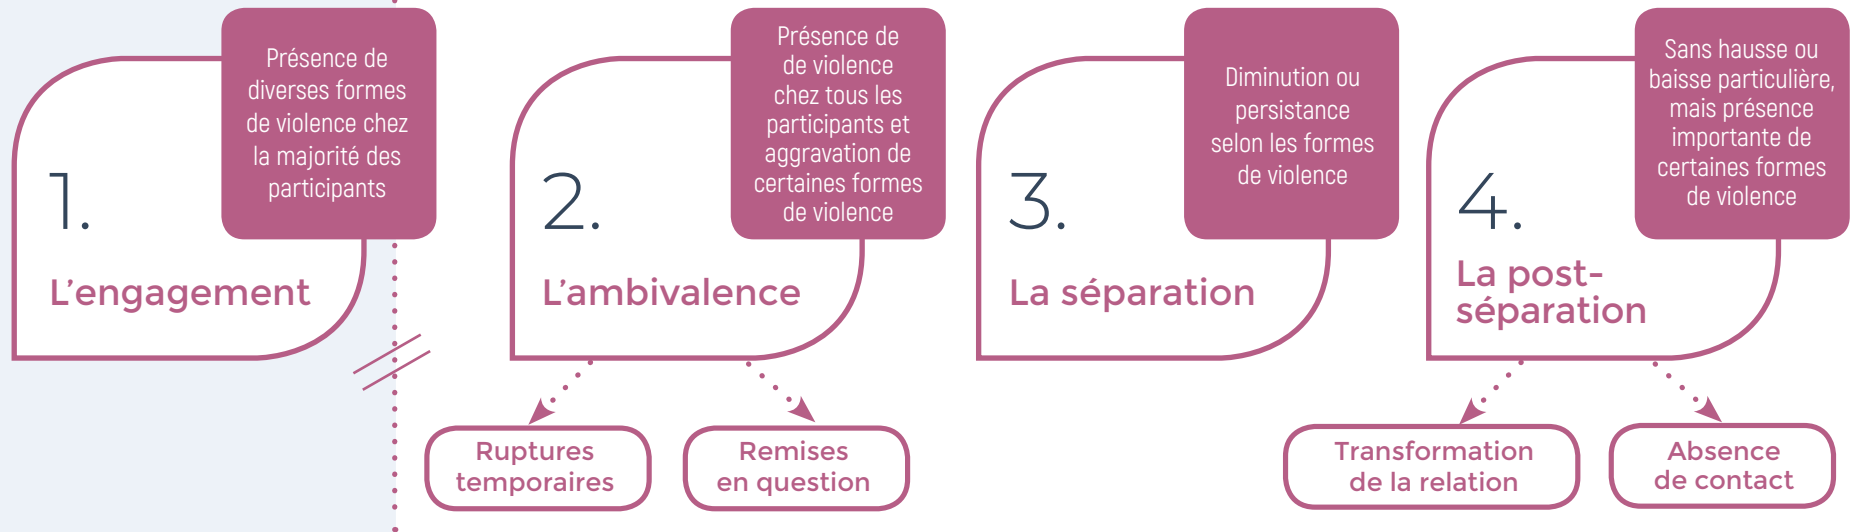 Présence de
diverses formes
de violence chez
la majorité des
participants
1.
L'engagement
Présence de
de violence
chez tous les
participants et
aggravation de
certaines formes
de violence
2.
L'ambivalence
Ruptures
temporaires
Remises
en question
Diminution ou
persistance
selon les formes
de violence
3.
La séparation
Sans hausse ou
baisse particulière,
mais présence
importante de
certaines formes
de violence
4.
La post-
séparation
Transformation
de la relation
Absence
de contact